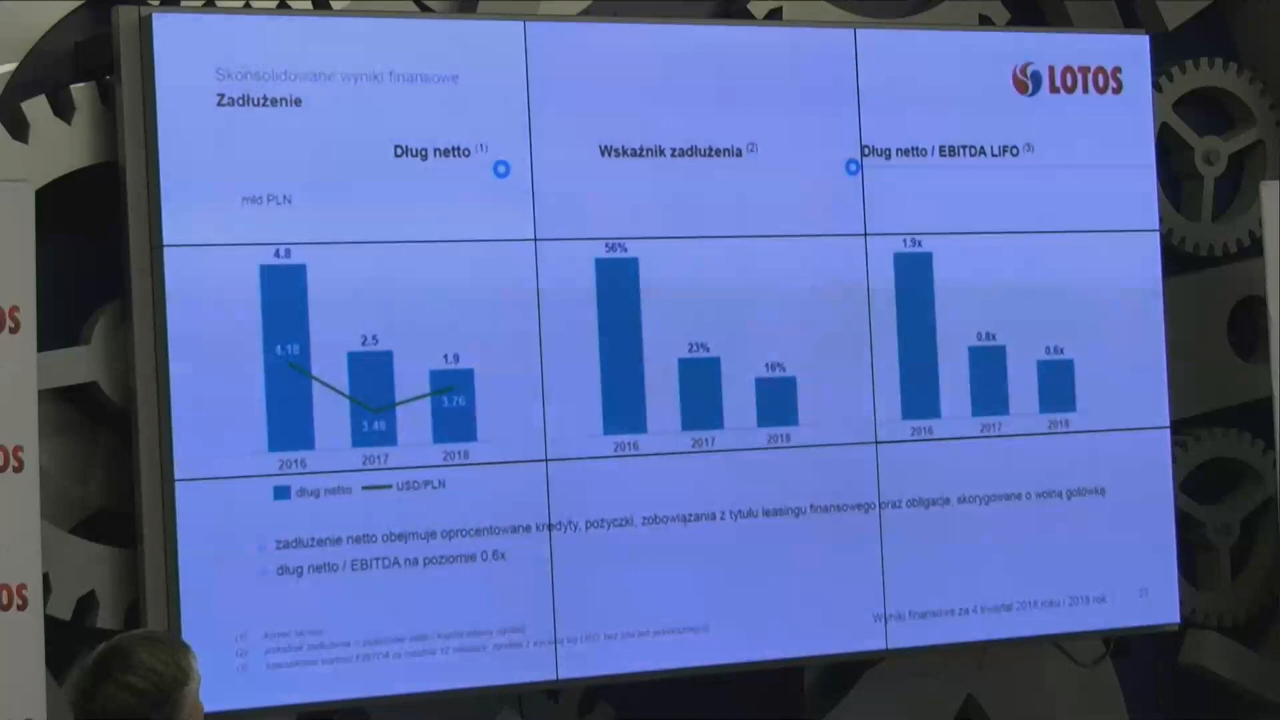 Skonsolidowane wyniki finansowe
Zadłużenie
LOTOS
Dług netto (1)
Wskaźnik zadłużenia (2)
Dług netto / EBITDA LIFO (3)
mld PLN
4.8
2.5
1.9
4.18
3.48
3.76
2016
2017
2018
dług netto
USD/PLN
56%
23%
16%
2016
2017
2018
1.9x
0.8x
0.6x
2016
2017
2018
zadłużenie netto obejmuje oprocentowane kredyty, pożyczki, zobowiązania z tytułu leasingu finansowego oraz obligacje, skorygowane o wolną gotówkę
dług netto / EBITDA na poziomie 0,6x
Wyniki finansowe za 4 kwartał 2018 roku i 2018 rok
(1)
(2)
(3)
OS
OS
OS